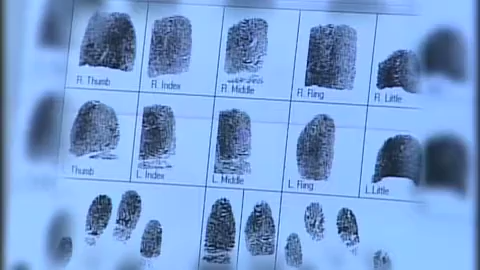 R. Thumb R. Index R. Middle R. Ring R. Little
Thumb L. Index L. Middle L. Ring L. Little